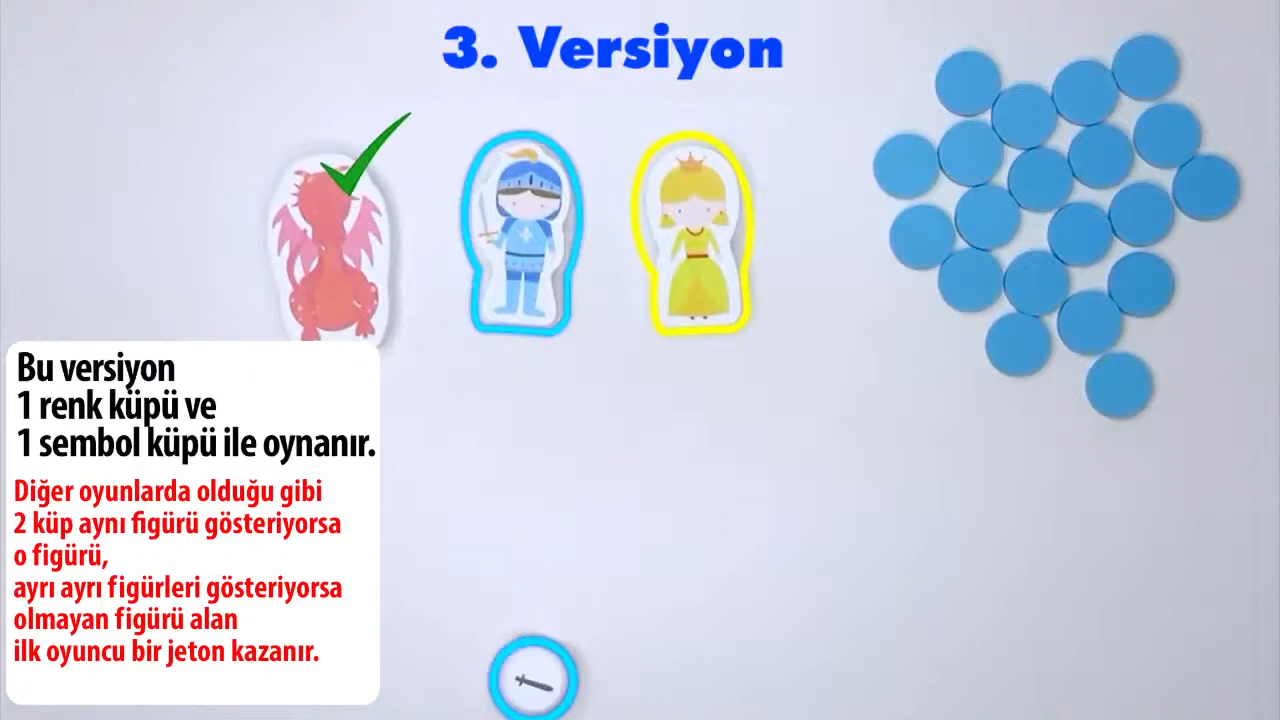 3. Versiyon
Bu versiyon
1 renk küpü ve
1 sembol küpü ile oynanır.
Diğer oyunlarda olduğu gibi
2 küp aynı figürü gösteriyorsa
o figürü,
ayrı ayrı figürleri gösteriyorsa
olmayan figürü alan
ilk oyuncu bir jeton kazanır.